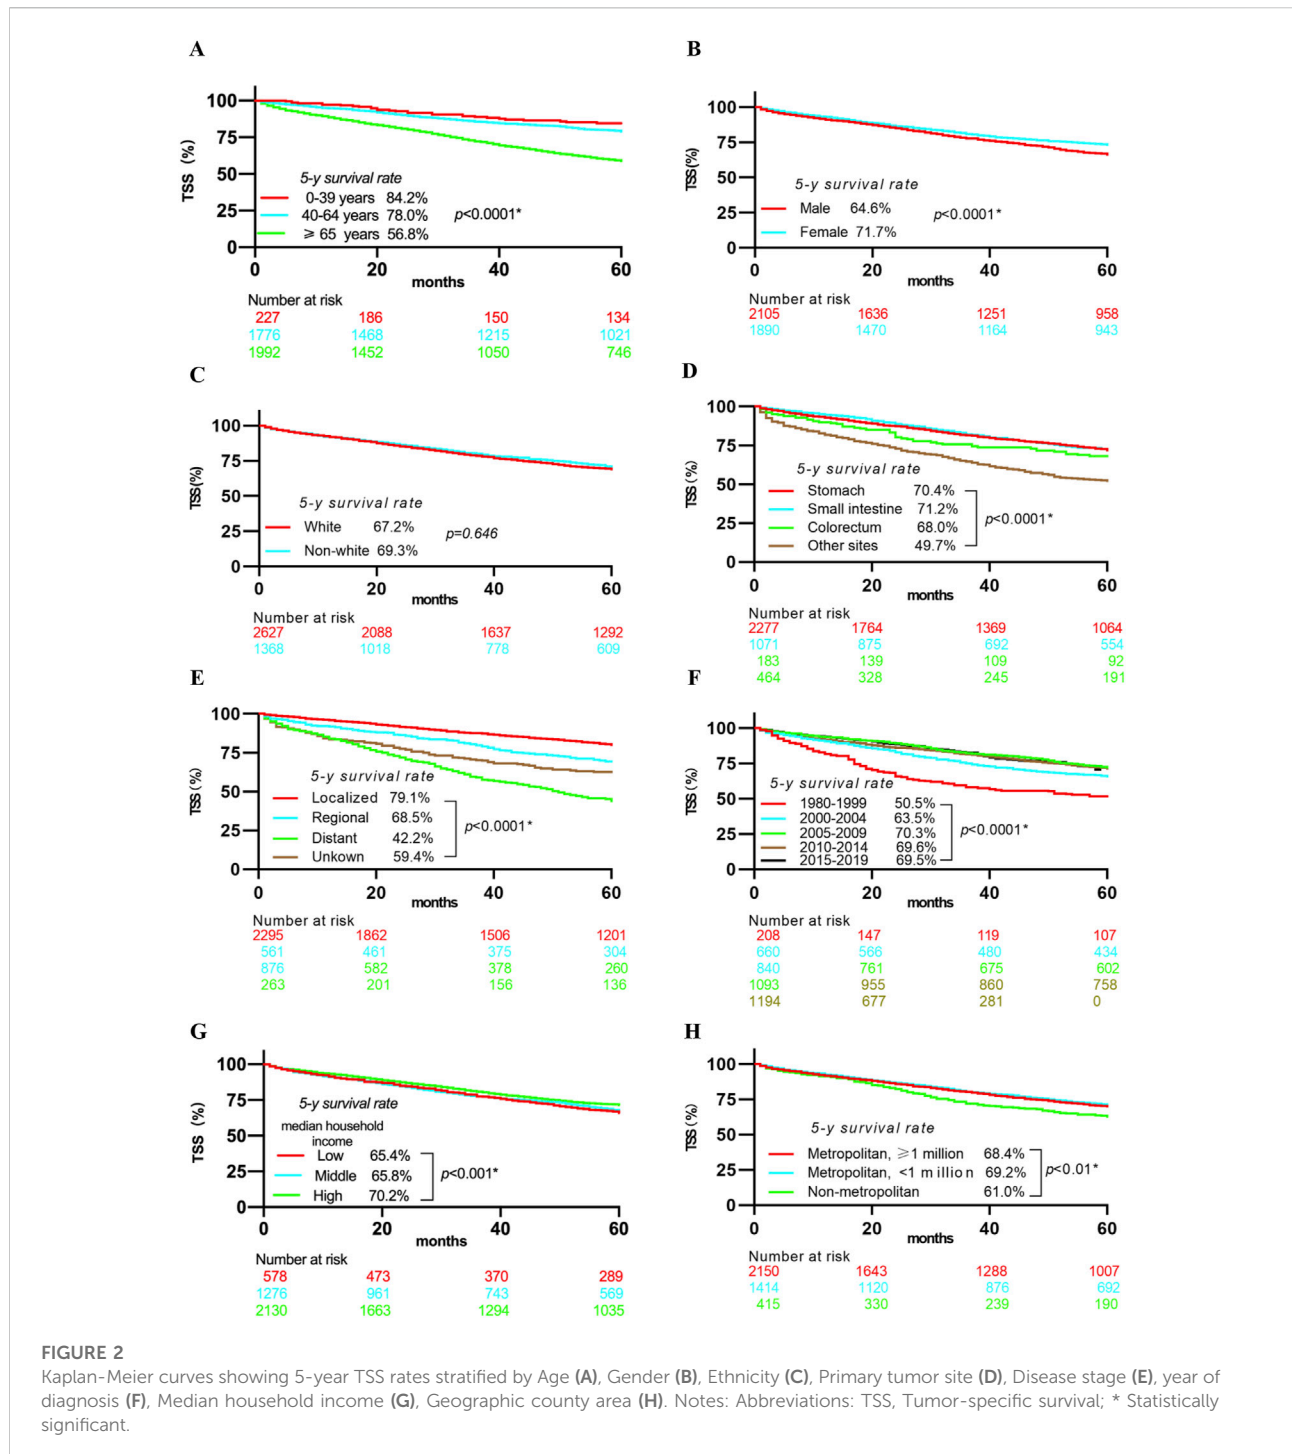 A
TSS (%)
100
75
50
25
0
5-y survival rate
0-39 years 84.2%
40-64 years 78.0%
≥ 65 years 56.8%
p<0.0001*
0 20 40 60
months
Number at risk
227 186 150 134
1776 1468 1215 1021
1992 1452 1050 746
B
TSS(%)
100
75
50
25
0
5-y survival rate
Male 64.6%
Female 71.7%
p<0.0001*
0 20 40 60
months
Number at risk
2105 1636 1251 958
1890 1470 1164 943
C
TSS(%)
100
75
50
25
0
5-y survival rate
White 67.2%
Non-white 69.3%
p=0.646
0 20 40 60
months
Number at risk
2627 2088 1637 1292
1368 1018 778 609
D
TSS (%)
100
75
50
25
0
5-y survival rate
Stomach 70.4%
Small intestine 71.2%
Colorectum 68.0%
Other sites 49.7%
p<0.0001*
0 20 40 60
months
Number at risk
2277 1764 1369 1064
1071 875 692 554
183 139 109 92
464 328 245 191
E
TSS (%)
100
75
50
25
0
5-y survival rate
Localized 79.1%
Regional 68.5%
Distant 42.2%
Unkown 59.4%
p<0.0001*
0 20 40 60
months
Number at risk
2295 1862 1506 1201
561 461 375 304
876 582 378 260
263 201 156 136
F
TSS (%)
100
75
50
25
0
5-y survival rate
1980-1999 50.5%
2000-2004 63.5%
2005-2009 70.3%
2010-2014 69.6%
2015-2019 69.5%
p<0.0001*
0 20 40 60
months
Number at risk
208 147 119 107
660 566 480 434
840 761 675 602
1093 955 860 758
1194 677 281 0
G
TSS (%)
100
75
50
25
0
5-y survival rate
median household
income
Low 65.4%
Middle 65.8%
High 70.2%
p<0.001*
0 20 40 60
months
Number at risk
578 473 370 289
1276 961 743 569
2130 1663 1294 1035
H
TSS (%)
100
75
50
25
0
5-y survival rate
Metropolitan, ≥1 million 68.4%
Metropolitan, <1 million 69.2%
Non-metropolitan 61.0%
p<0.01*
0 20 40 60
months
Number at risk
2150 1643 1288 1007
1414 1120 876 692
415 330 239 190
FIGURE 2
Kaplan-Meier curves showing 5-year TSS rates stratified by Age (A), Gender (B), Ethnicity (C), Primary tumor site (D), Disease stage (E), year of
diagnosis (F), Median household income (G), Geographic county area (H). Notes: Abbreviations: TSS, Tumor-specific survival; * Statistically
significant.